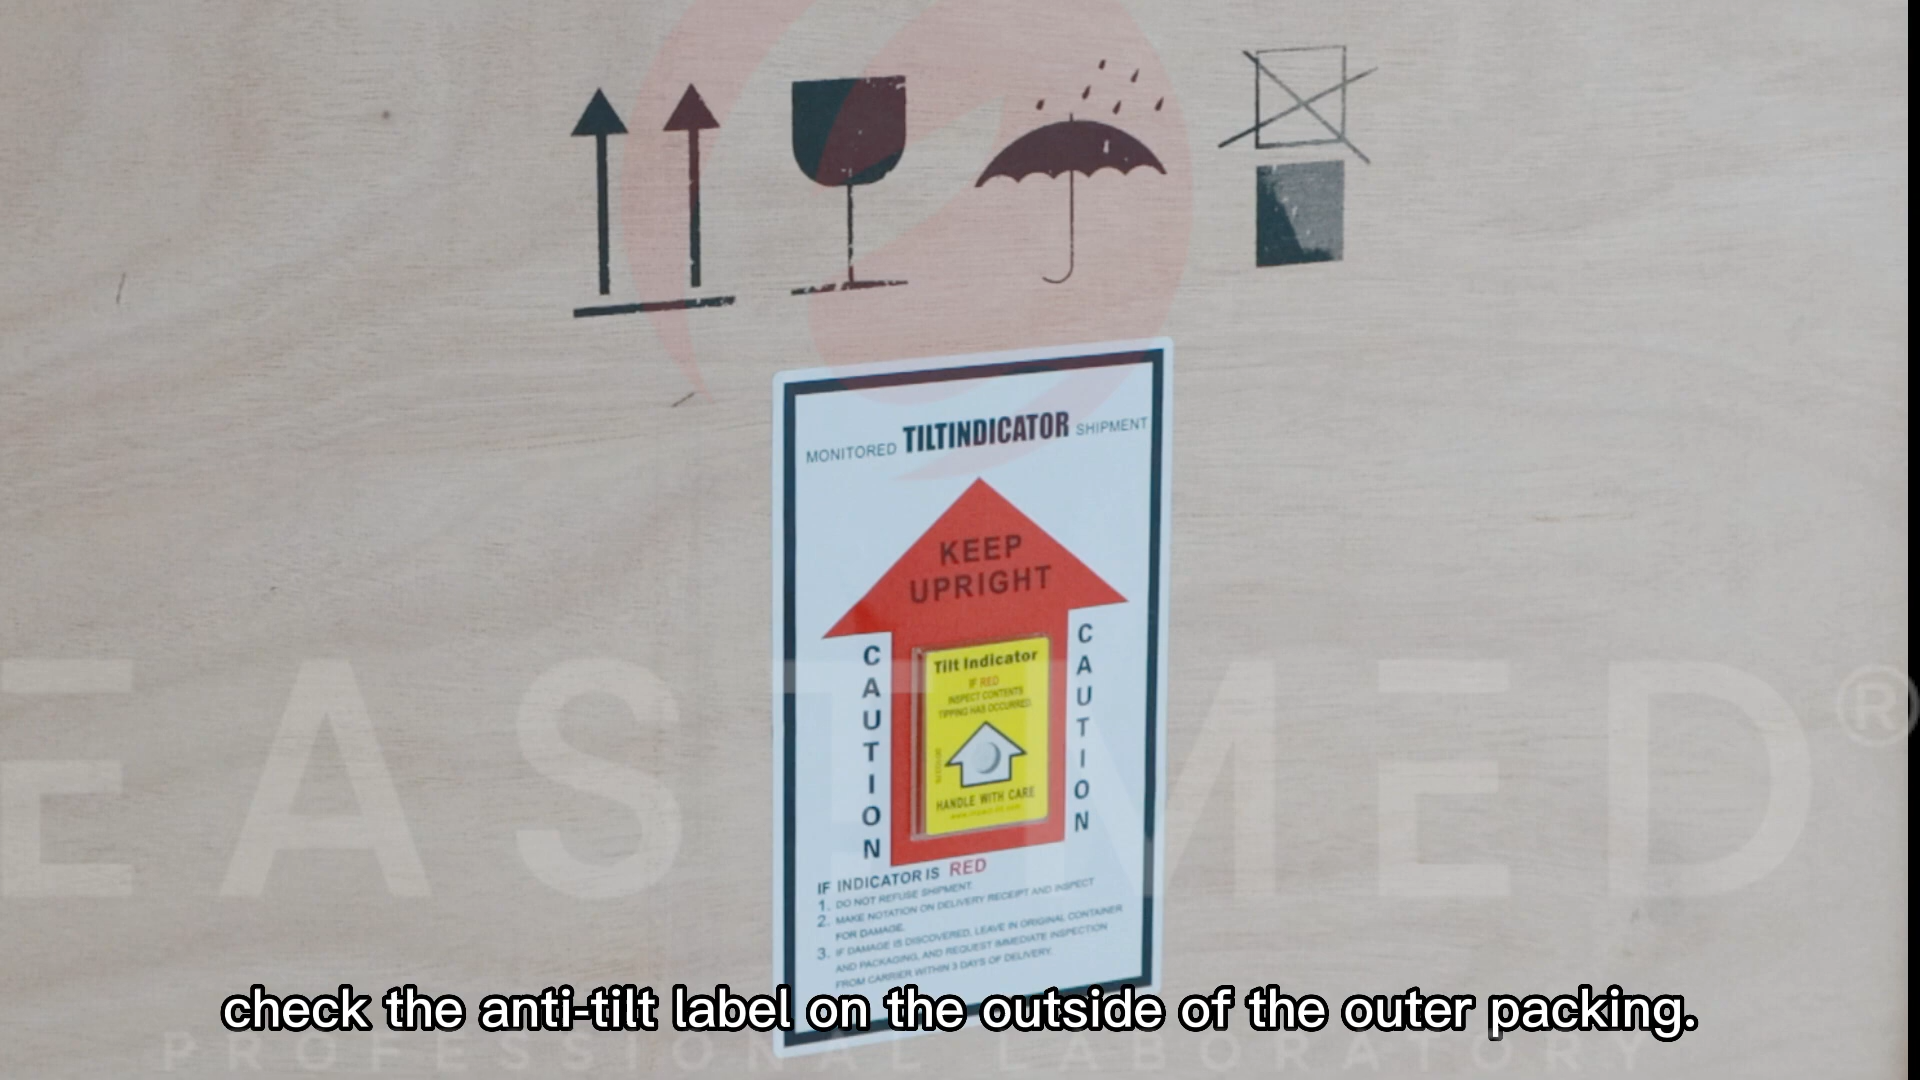 MONITORED TILTINDICATOR SHIPMENT
KEEP
UPRIGHT
CAUTION
CAUTION
Tilt Indicator
IF RED
INSPECT CONTENTS
TIPPING HAS OCCURRED.
HANDLE WITH CARE
IF INDICATOR IS RED
1. DO NOT REFUSE SHIPMENT.
2. MAKE NOTATION ON DELIVERY RECEIPT AND INSPECT
FOR DAMAGE.
3. IF DAMAGE IS DISCOVERED, LEAVE IN ORIGINAL CONTAINER
AND PACKAGING, AND REQUEST IMMEDIATE INSPECTION
FROM CARRIER WITHIN 3 DAYS OF DELIVERY.
EASTMED®
check the anti-tilt label on the outside of the outer packing.
PROFESSIONAL LABORATORY